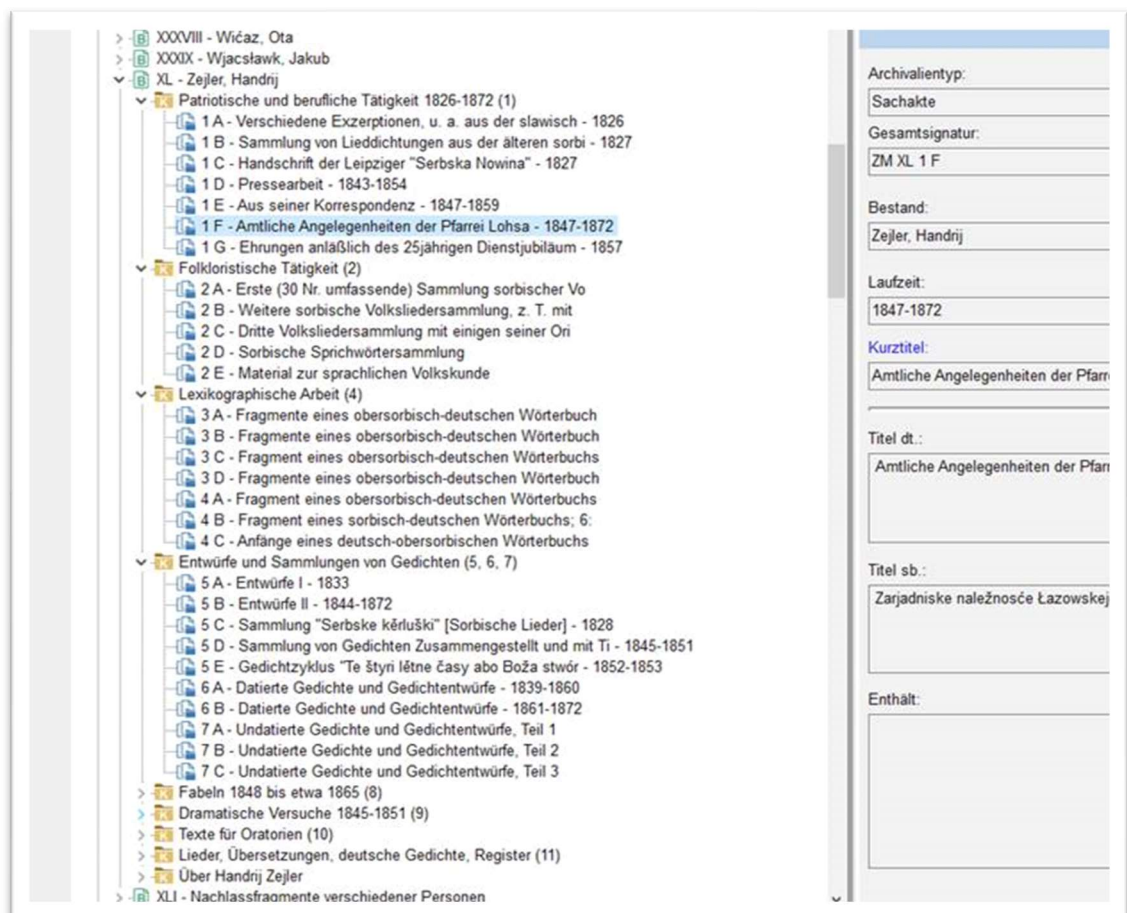 XXXVIII - Wićaz, Ota
XXXIX - Wjacsławk, Jakub
XL - Zejler, Handrij
Patriotische und berufliche Tätigkeit 1826-1872 (1)
1 A - Verschiedene Exzerptionen, u. a. aus der slawisch - 1826
1 B - Sammlung von Lieddichtungen aus der älteren sorbi - 1827
1 C - Handschrift der Leipziger "Serbska Nowina" - 1827
1 D - Pressearbeit - 1843-1854
1 E - Aus seiner Korrespondenz - 1847-1859
1 F - Amtliche Angelegenheiten der Pfarrei Lohsa - 1847-1872
1 G - Ehrungen anläßlich des 25jährigen Dienstjubiläum - 1857
Folkloristische Tätigkeit (2)
2 A - Erste (30 Nr. umfassende) Sammlung sorbischer Vo
2 B - Weitere sorbische Volksliedersammlung, z. T. mit
2 C - Dritte Volksliedersammlung mit einigen seiner Ori
2 D - Sorbische Sprichwörtersammlung
2 E - Material zur sprachlichen Volkskunde
Lexikographische Arbeit (4)
3 A - Fragmente eines obersorbisch-deutschen Wörterbuch
3 B - Fragmente eines obersorbisch-deutschen Wörterbuch
3 C - Fragment eines obersorbisch-deutschen Wörterbuchs
3 D - Fragmente eines obersorbisch-deutschen Wörterbuch
4 A - Fragment eines obersorbisch-deutschen Wörterbuchs
4 B - Fragment eines sorbisch-deutschen Wörterbuchs; 6:
4 C - Anfänge eines deutsch-obersorbischen Wörterbuchs
Entwürfe und Sammlungen von Gedichten (5, 6, 7)
5 A - Entwürfe I - 1833
5 B - Entwürfe II - 1844-1872
5 C - Sammlung "Serbske kěrluški" [Sorbische Lieder] - 1828
5 D - Sammlung von Gedichten Zusammengestellt und mit Ti - 1845-1851
5 E - Gedichtzyklus "Te štyri lětne časy abo Boža stwór - 1852-1853
6 A - Datierte Gedichte und Gedichtentwürfe - 1839-1860
6 B - Datierte Gedichte und Gedichtentwürfe - 1861-1872
7 A - Undatierte Gedichte und Gedichtentwürfe, Teil 1
7 B - Undatierte Gedichte und Gedichtentwürfe, Teil 2
7 C - Undatierte Gedichte und Gedichtentwürfe, Teil 3
Fabeln 1848 bis etwa 1865 (8)
Dramatische Versuche 1845-1851 (9)
Texte für Oratorien (10)
Lieder, Übersetzungen, deutsche Gedichte, Register (11)
Über Handrij Zejler
XLI - Nachlassfragmente verschiedener Personen
Archivalientyp:
Sachakte
Gesamtsignatur:
ZM XL 1 F
Bestand:
Zejler, Handrij
Laufzeit:
1847-1872
Kurztitel:
Amtliche Angelegenheiten der Pfarr
Titel dt.:
Amtliche Angelegenheiten der Pfarr
Titel sb.:
Zarjadniske naležnosće Łazowskej
Enthält: